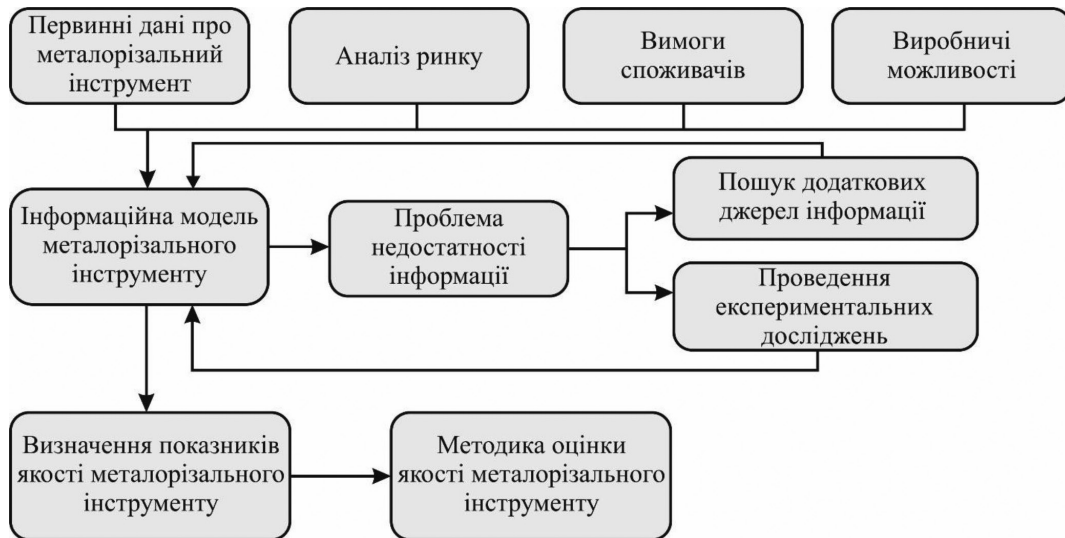 Первинні дані про
металорізальний
інструмент
Аналіз ринку
Вимоги
споживачів
Виробничі
можливості
Інформаційна модель
металорізального
інструменту
Проблема
недостатності
інформації
Пошук додаткових
джерел інформації
Проведення
експериментальних
досліджень
Визначення показників
якості металорізального
інструменту
Методика оцінки
якості металорізального
інструменту